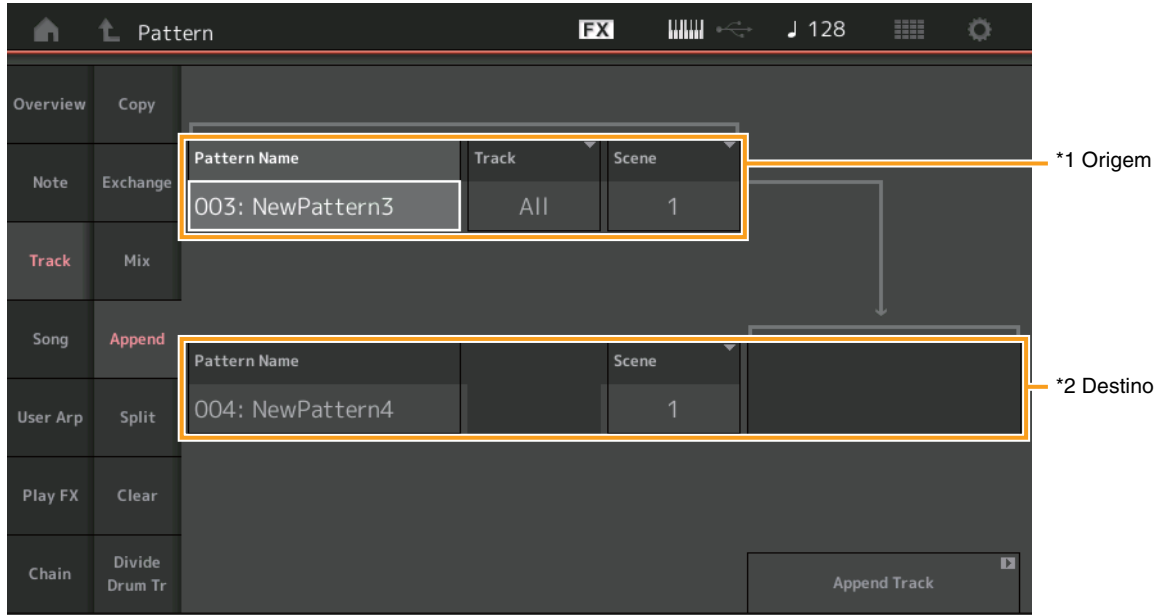 Pattern
FX
♩ 128
Overview
Copy
Pattern Name
Track
Scene
*1 Origem
Note
Exchange
003: NewPattern3
All
1
Track
Mix
Song
Append
Pattern Name
Scene
*2 Destino
User Arp
Split
004: NewPattern4
1
Play FX
Clear
Chain
Divide
Drum Tr
Append Track